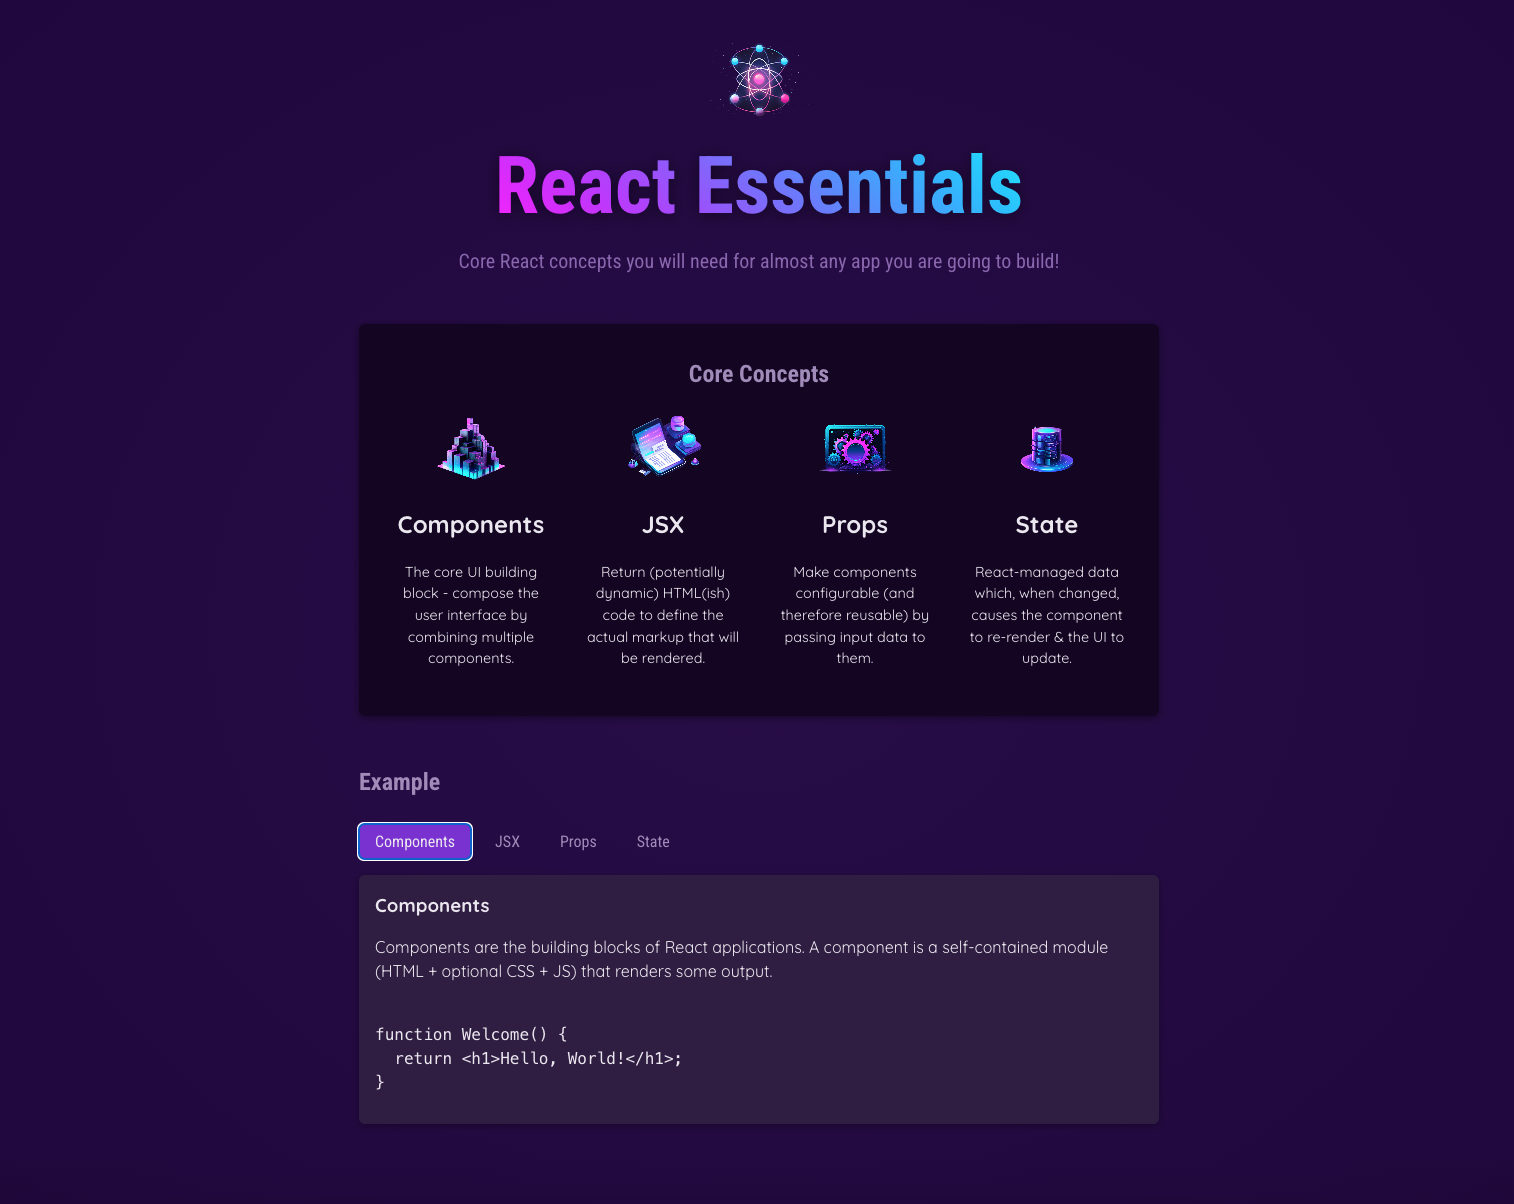 React Essentials
Core React concepts you will need for almost any app you are going to build!
Core Concepts
Components
The core UI building
block - compose the
user interface by
combining multiple
components.
JSX
Return (potentially
dynamic) HTML(ish)
code to define the
actual markup that will
be rendered.
Props
Make components
configurable (and
therefore reusable) by
passing input data to
them.
State
React-managed data
which, when changed,
causes the component
to re-render & the UI to
update.
Example
Components JSX Props State
Components
Components are the building blocks of React applications. A component is a self-contained module
(HTML + optional CSS + JS) that renders some output.
function Welcome() {
  return <h1>Hello, World!</h1>;
}